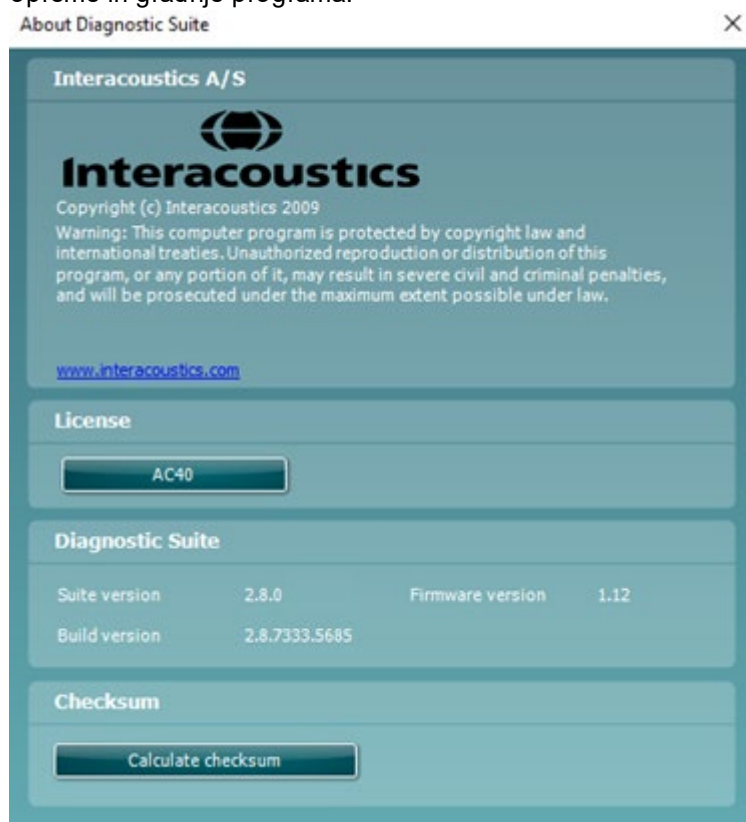 opreme in gradnje programa.
About Diagnostic Suite
Interacoustics A/S
Interacoustics
Copyright (c) Interacoustics 2009
Warning: This computer program is protected by copyright law and
international treaties. Unauthorized reproduction or distribution of this
program, or any portion of it, may result in severe civil and criminal penalties,
and will be prosecuted under the maximum extent possible under law.
www.interacoustics.com
License
AC40
Diagnostic Suite
Suite version 2.8.0 Firmware version 1.12
Build version 2.8.7333.5685
Checksum
Calculate checksum